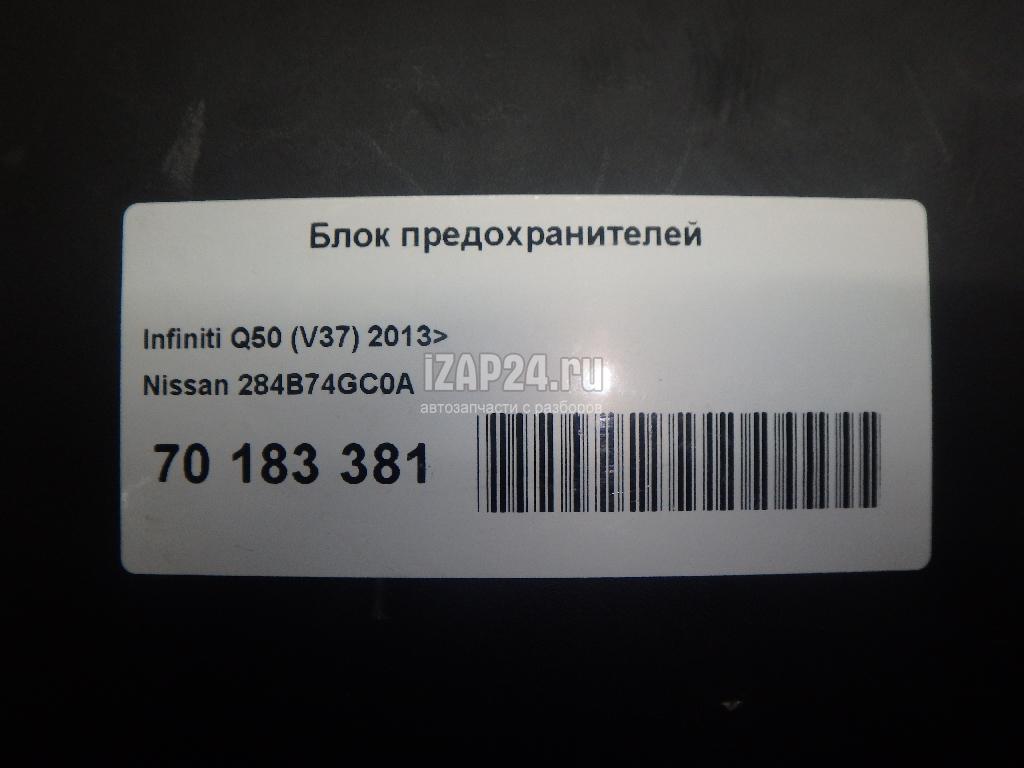 Блок предохранителей
Infiniti Q50 (V37) 2013>
Nissan 284B74GC0A
iZAP24.ru
автозапчасти с разборов
70 183 381